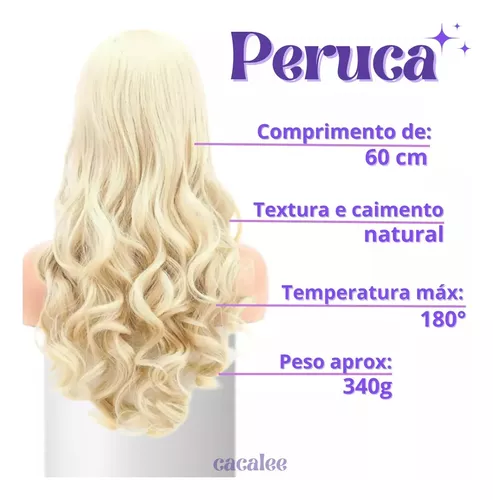 Peruca
Comprimento de:
60 cm
Textura e caimento
natural
Temperatura máx:
180°
Peso aprox:
340g
cacalee